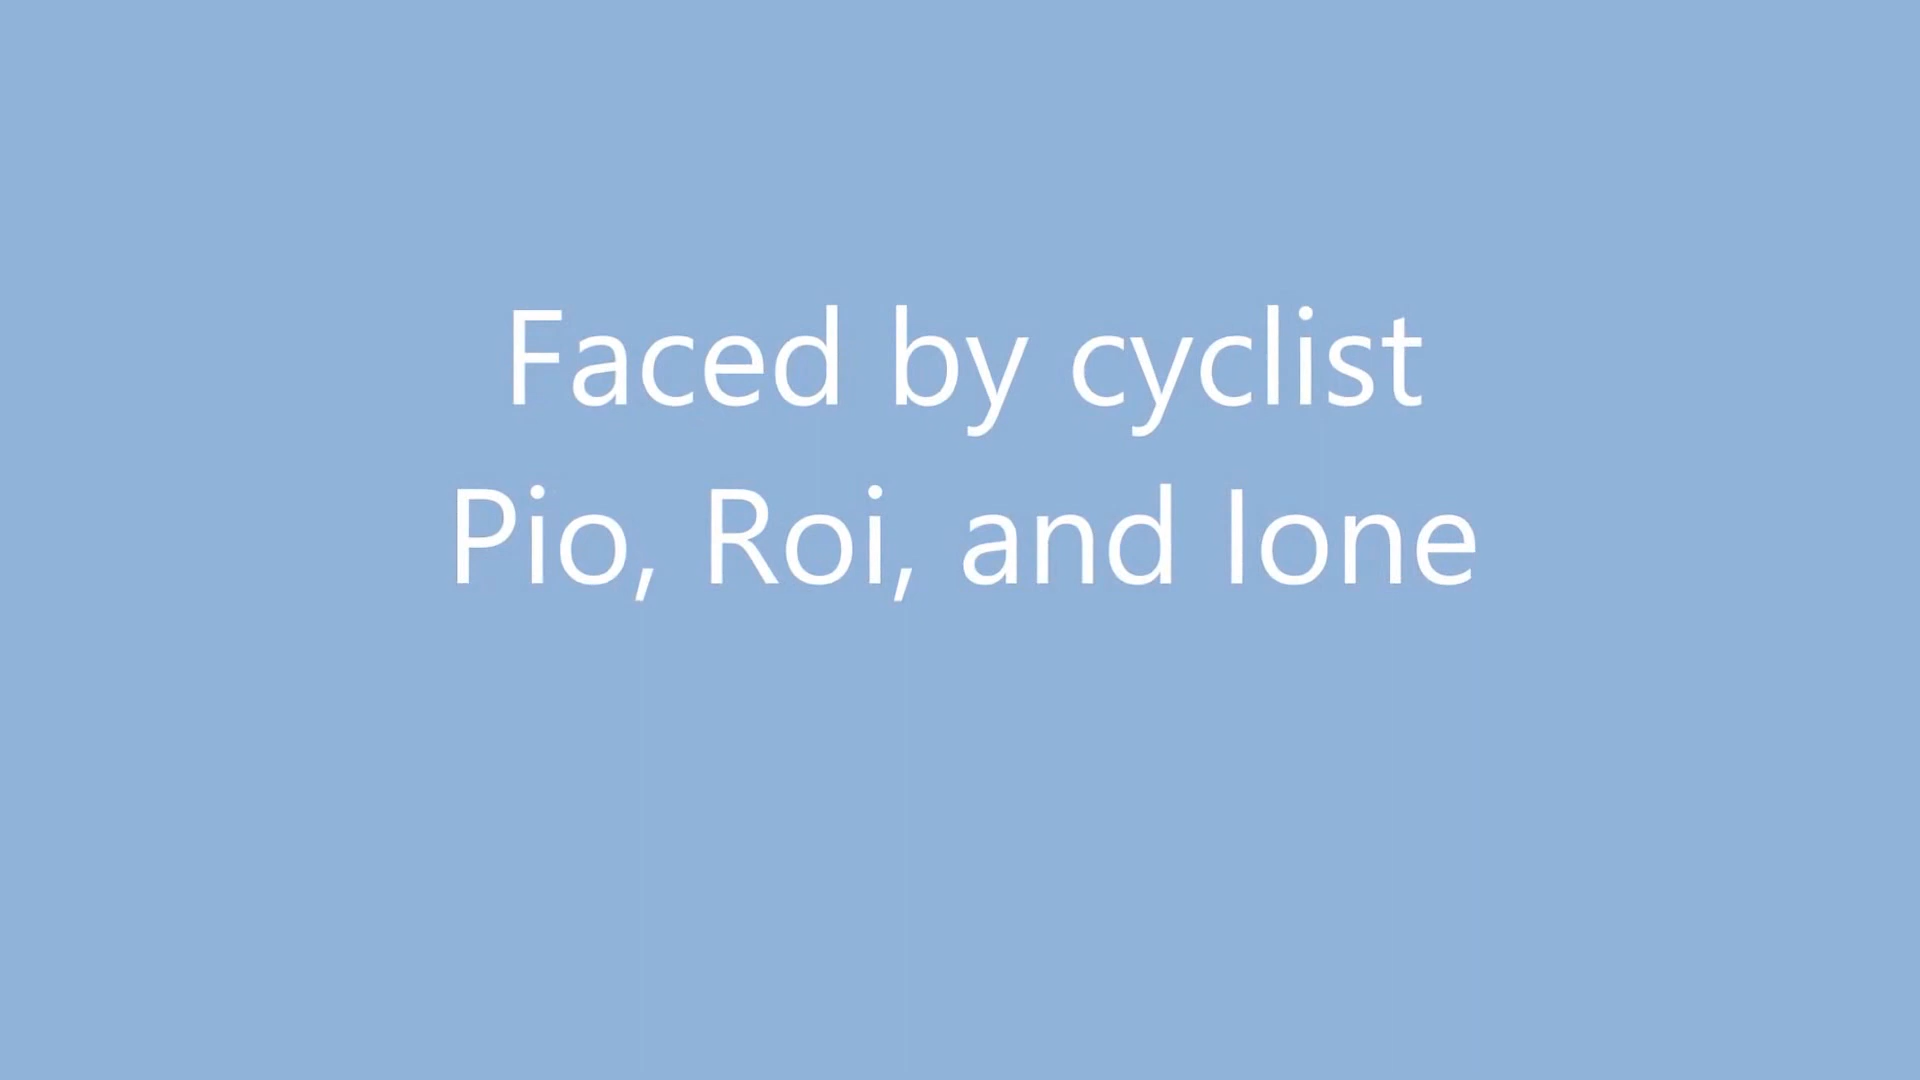 Faced by cyclist
Pio, Roi, and Ione